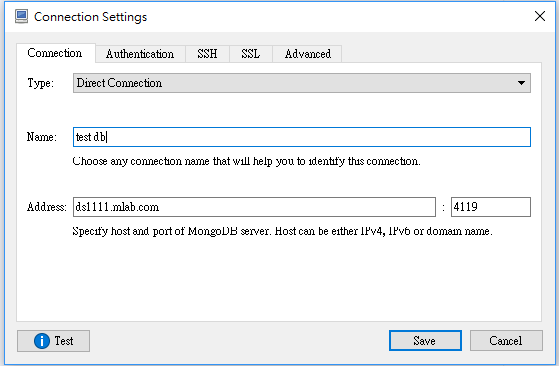 Connection Settings
Connection Authentication SSH SSL Advanced
Type: Direct Connection
Name: test db
Choose any connection name that will help you to identify this connection.
Address: ds1111.mlab.com : 4119
Specify host and port of MongoDB server. Host can be either IPv4, IPv6 or domain name.
Test Save Cancel